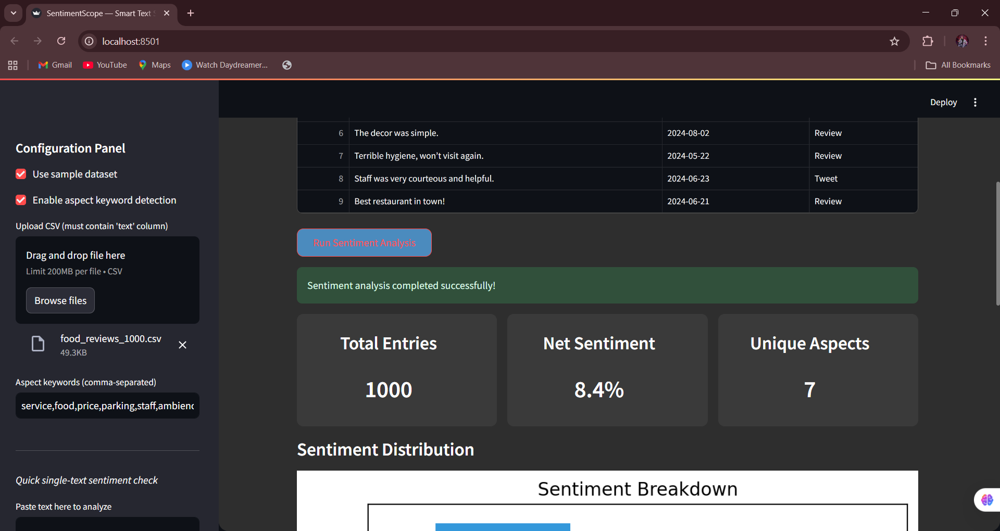 SentimentScope — Smart Text
localhost:8501
Gmail
YouTube
Maps
Watch Daydreamer...
All Bookmarks
Deploy
Configuration Panel
Use sample dataset
Enable aspect keyword detection
Upload CSV (must contain 'text' column)
Drag and drop file here
Limit 200MB per file • CSV
Browse files
food_reviews_1000.csv
49.3KB
Aspect keywords (comma-separated)
service,food,price,parking,staff,ambienc
Quick single-text sentiment check
Paste text here to analyze
6 The decor was simple. 2024-08-02 Review
7 Terrible hygiene, won’t visit again. 2024-05-22 Review
8 Staff was very courteous and helpful. 2024-06-23 Tweet
9 Best restaurant in town! 2024-06-21 Review
Run Sentiment Analysis
Sentiment analysis completed successfully!
Total Entries
1000
Net Sentiment
8.4%
Unique Aspects
7
Sentiment Distribution
Sentiment Breakdown